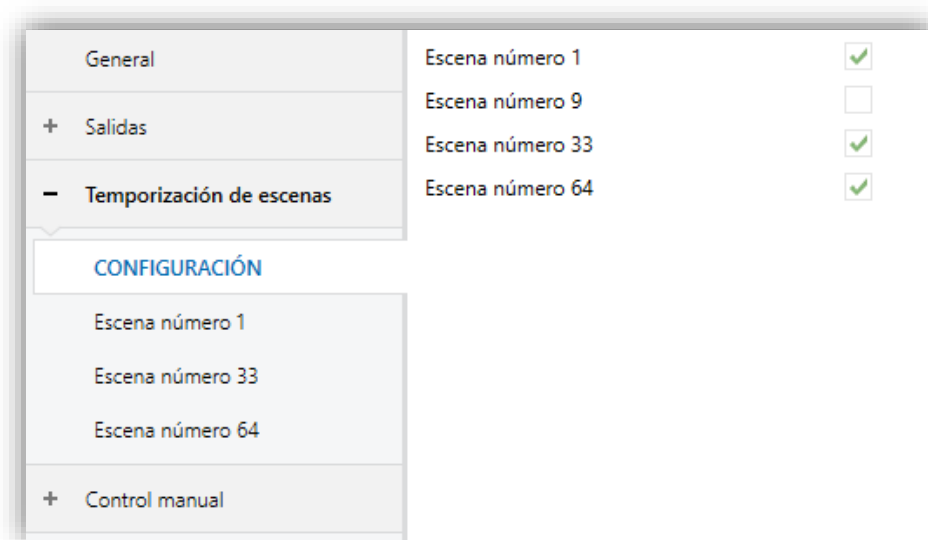 General
+ Salidas
− Temporización de escenas
CONFIGURACIÓN
Escena número 1
Escena número 33
Escena número 64
+ Control manual
Escena número 1
Escena número 9
Escena número 33
Escena número 64